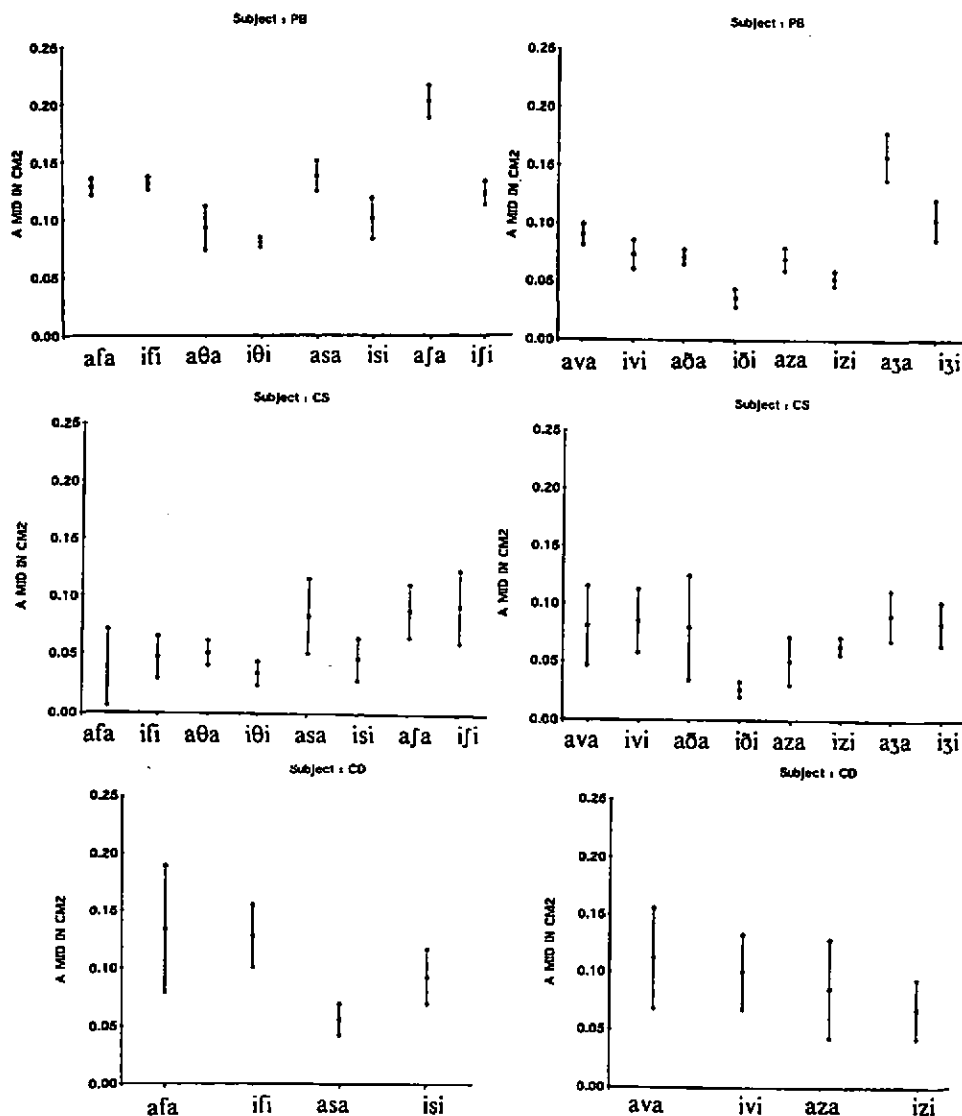 Subject : PB
0.25
0.20
0.15
0.10
0.05
0.00
A MID IN CM2
afa ifi aθa iθi asa isi aʃa iʃi
Subject : PB
0.25
0.20
0.15
0.10
0.05
0.00
A MID IN CM2
ava ivi aða iði aza izi aʒa iʒi
Subject : CS
0.25
0.20
0.15
0.10
0.05
0.00
A MID IN CM2
afa ifi aθa iθi asa isi aʃa iʃi
Subject : CS
0.25
0.20
0.15
0.10
0.05
0.00
A MID IN CM2
ava ivi aða iði aza izi aʒa iʒi
Subject : CD
0.25
0.20
0.15
0.10
0.05
0.00
A MID IN CM2
afa ifi asa isi
Subject : CD
0.25
0.20
0.15
0.10
0.05
0.00
A MID IN CM2
ava ivi aza izi